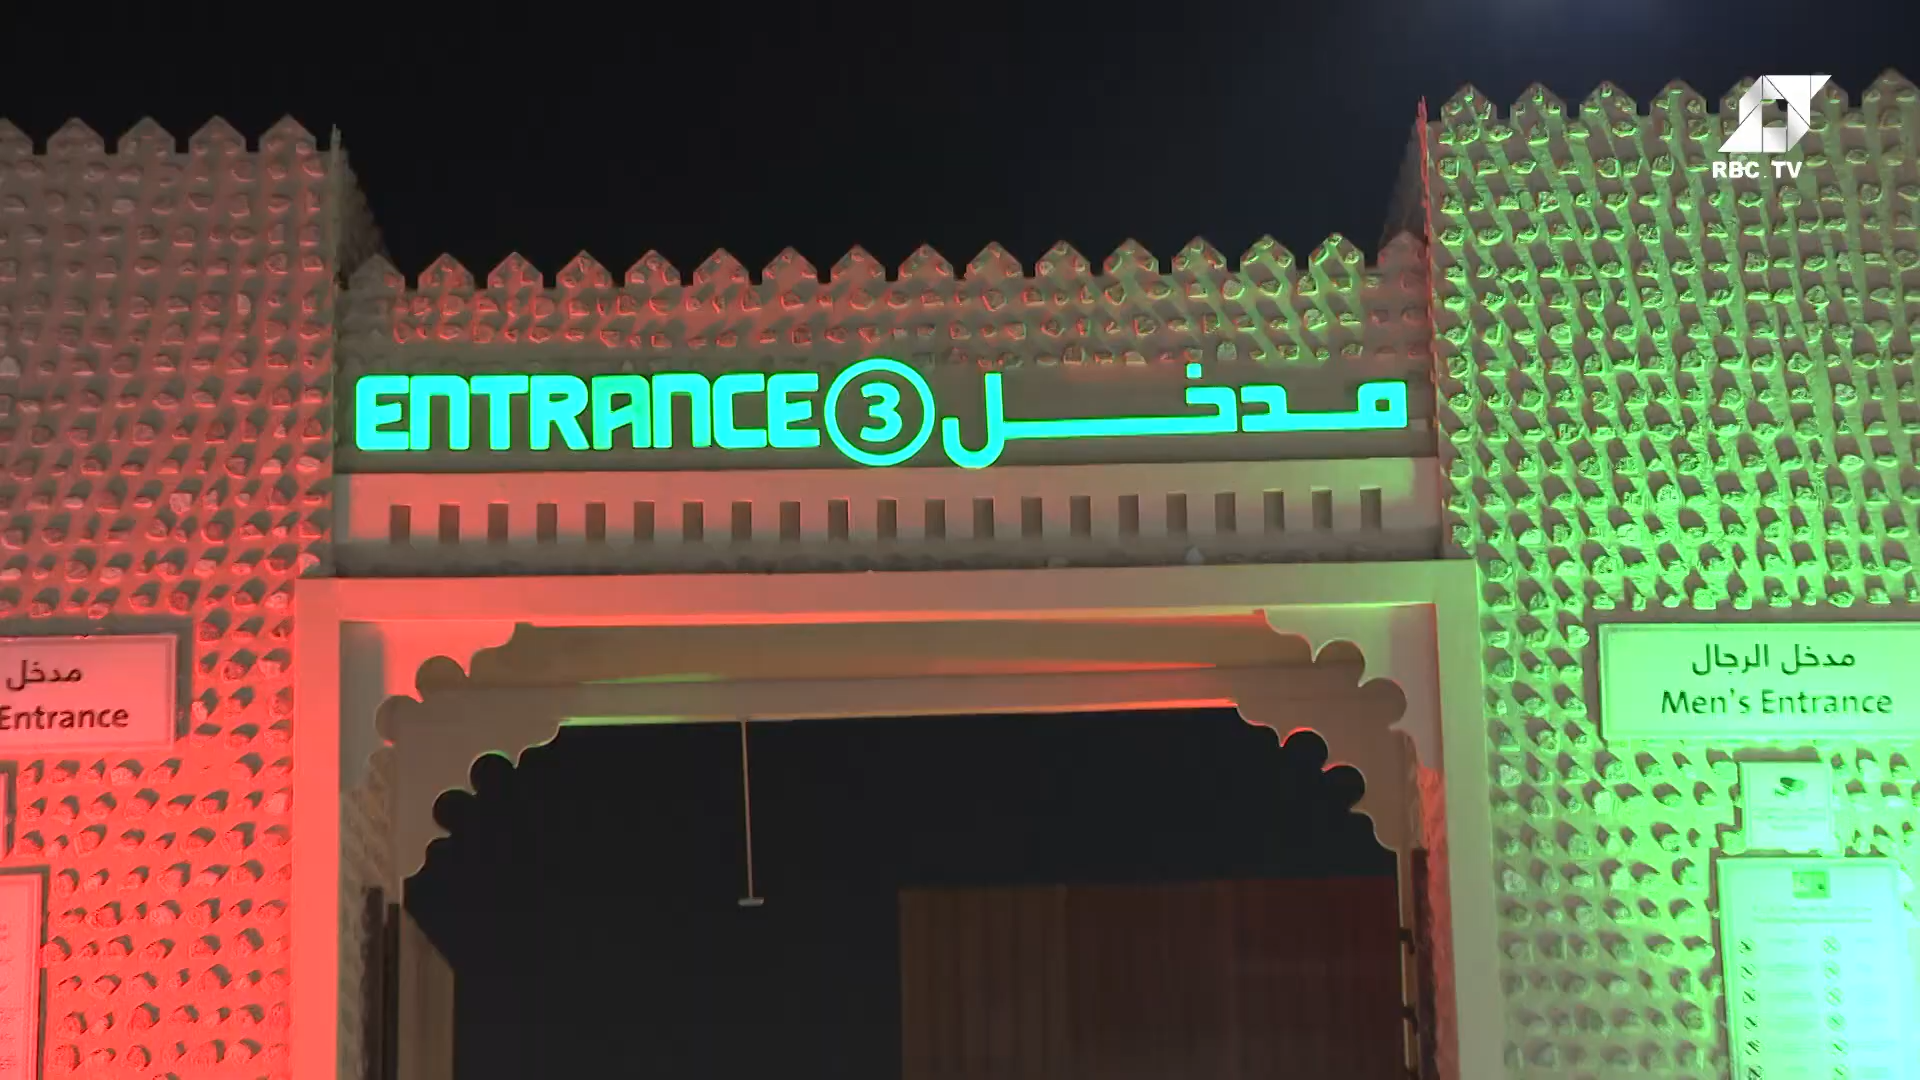 RBC.TV
ENTRANCE 3 مدخل
مدخل
Entrance
مدخل الرجال
Men's Entrance